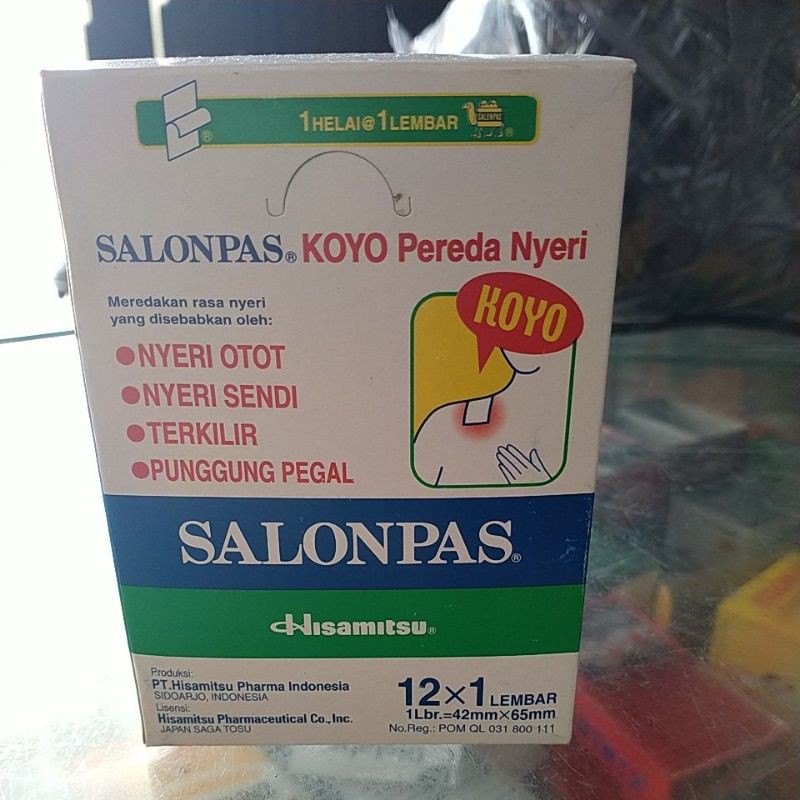 1HELAI@1LEMBAR
SALONPAS
SALONPAS® KOYO Pereda Nyeri
Meredakan rasa nyeri
yang disebabkan oleh:
●NYERI OTOT
●NYERI SENDI
●TERKILIR
●PUNGGUNG PEGAL
KOYO
SALONPAS®
Hisamitsu®
Produksi:
PT.Hisamitsu Pharma Indonesia
SIDOARJO, INDONESIA
Lisensi:
Hisamitsu Pharmaceutical Co., Inc.
JAPAN SAGA TOSU
12×1 LEMBAR
1Lbr.=42mm×65mm
No.Reg.: POM QL 031 800 111